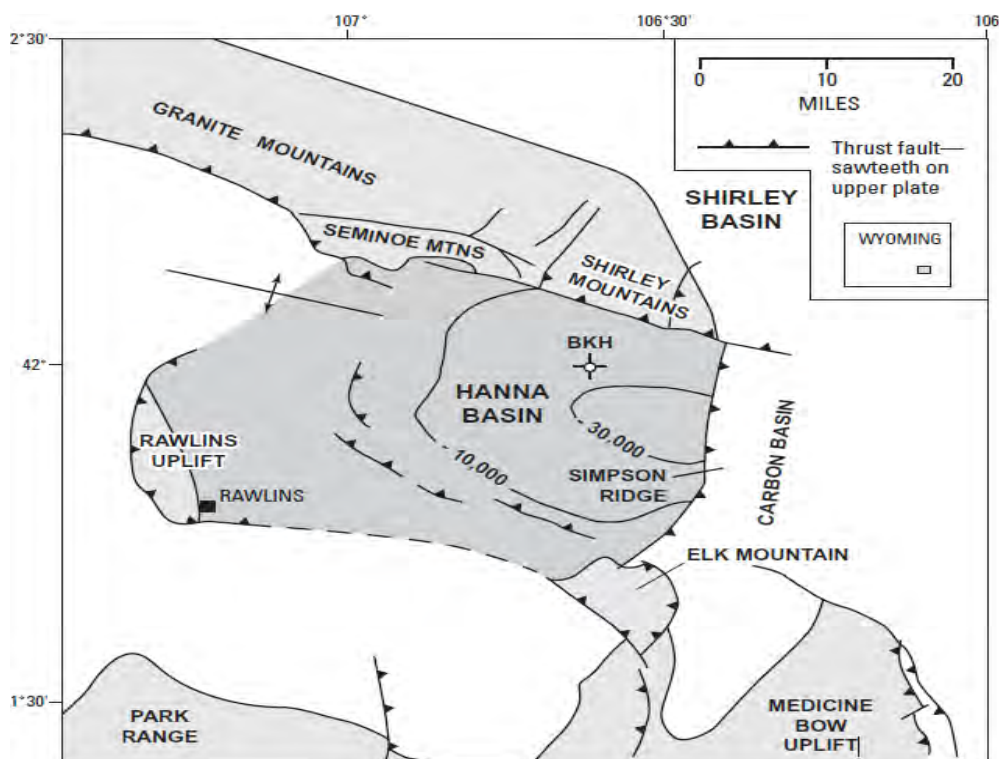 107°
106°30'
106
2°30'
0
10
20
MILES
Thrust fault—
sawteeth on
upper plate
GRANITE MOUNTAINS
SHIRLEY
BASIN
WYOMING
SEMINOE MTNS
SHIRLEY
MOUNTAINS
42°
BKH
HANNA
BASIN
- 30,000
- 10,000
RAWLINS
UPLIFT
RAWLINS
SIMPSON
RIDGE
CARBON BASIN
ELK MOUNTAIN
1°30'
PARK
RANGE
MEDICINE
BOW
UPLIFT